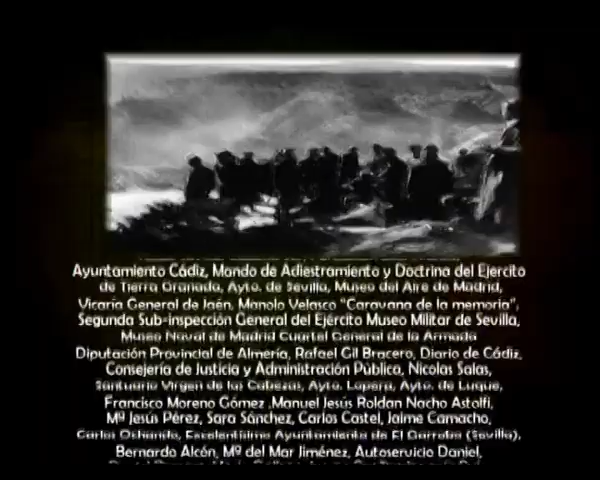 Ayuntamiento Cádiz, Mando de Adiestramiento y Doctrina del Ejercito
de Tierra Granada, Ayto. de Sevilla, Museo del Aire de Madrid,
Vicaría General de Jaén, Manolo Velasco "Caravana de la memoria",
Segunda Sub-inspección General del Ejército Museo Militar de Sevilla,
Museo Naval de Madrid Cuartel General de la Armada
Diputación Provincial de Almería, Rafael Gil Bracero, Diario de Cádiz,
Consejería de Justicia y Administración Pública, Nicolas Salas,
Santuario Virgen de las Cabezas, Ayto. Lopera, Ayto. de Luque,
Francisco Moreno Gómez ,Manuel Jesús Roldan Nacho Astolfi,
Mª Jesús Pérez, Sara Sánchez, Carlos Castel, Jaime Camacho,
Carlos Ochando, Excelentísimo Ayuntamiento de El Garrobo (Sevilla),
Bernardo Alcón, Mª del Mar Jiménez, Autoservicio Daniel,